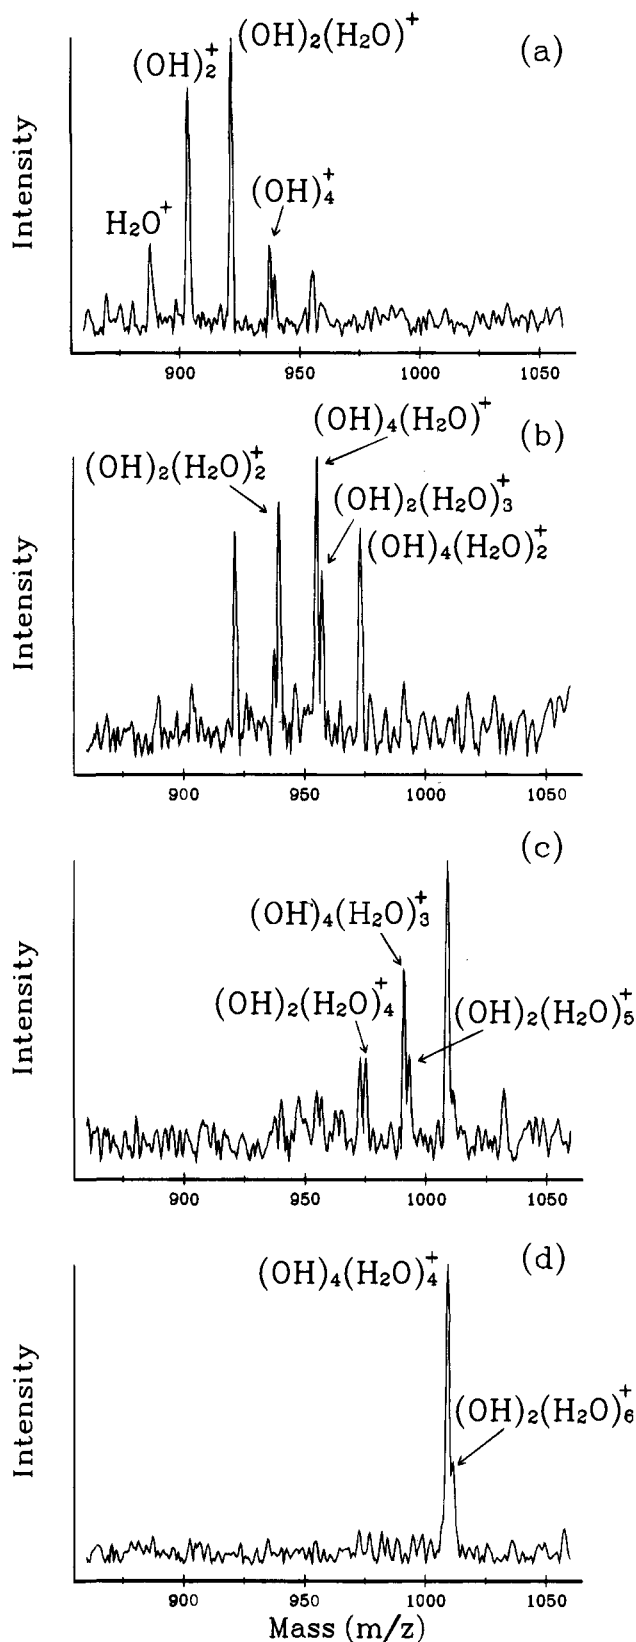 (a)
(OH)₂(H₂O)⁺
(OH)₂⁺
(OH)₄⁺
H₂O⁺
Intensity
900 950 1000 1050
(b)
(OH)₄(H₂O)⁺
(OH)₂(H₂O)₂⁺
(OH)₂(H₂O)₃⁺
(OH)₄(H₂O)₂⁺
Intensity
900 950 1000 1050
(c)
(OH)₄(H₂O)₃⁺
(OH)₂(H₂O)₄⁺
(OH)₂(H₂O)₅⁺
Intensity
900 950 1000 1050
(d)
(OH)₄(H₂O)₄⁺
(OH)₂(H₂O)₆⁺
Intensity
900 950 1000 1050
Mass (m/z)